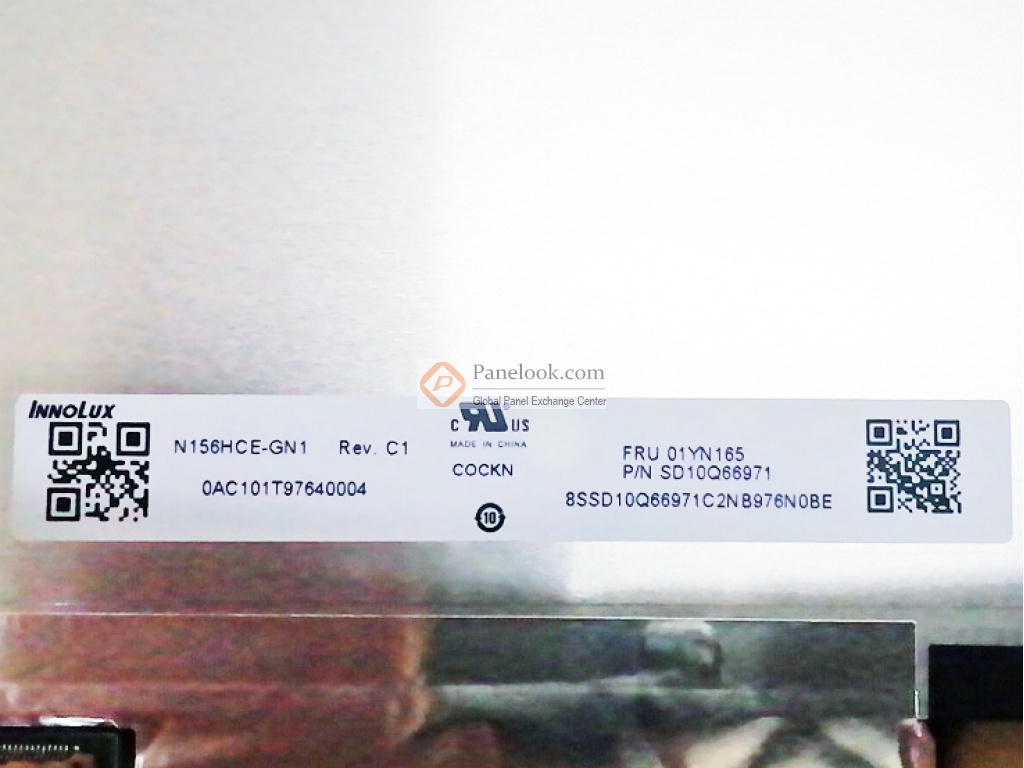 Panelook.com
Global Panel Exchange Center
INNOLUX
N156HCE-GN1 Rev. C1
0AC101T97640004
C RU ® US
MADE IN CHINA
COCKN
10
FRU 01YN165
P/N SD10Q66971
8SSD10Q66971C2NB976N0BE